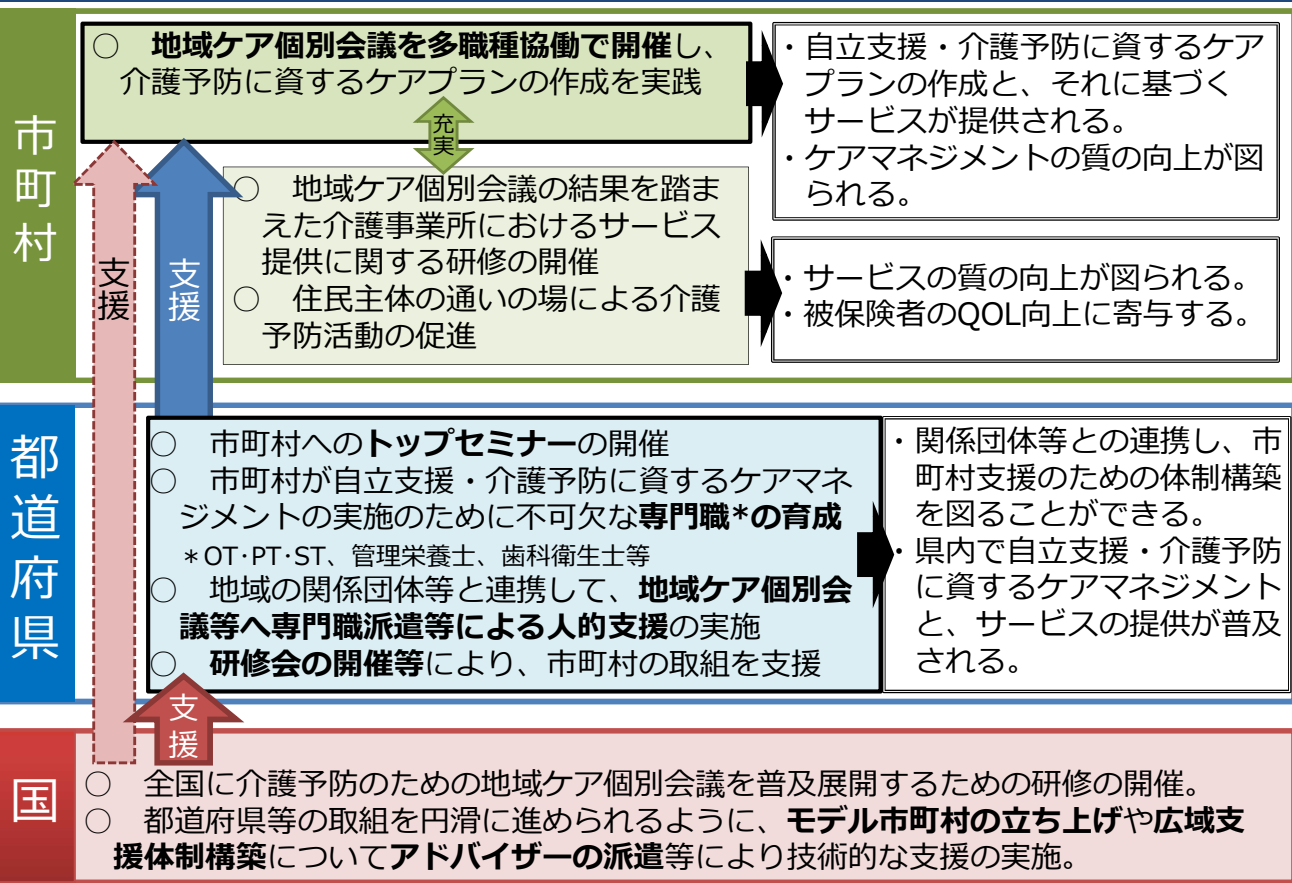 市町村
○　地域ケア個別会議を多職種協働で開催し、
介護予防に資するケアプランの作成を実践
充実
○　地域ケア個別会議の結果を踏ま
えた介護事業所におけるサービス
提供に関する研修の開催
○　住民主体の通いの場による介護
予防活動の促進
・自立支援・介護予防に資するケア
プランの作成と、それに基づく
サービスが提供される。
・ケアマネジメントの質の向上が図
られる。
・サービスの質の向上が図られる。
・被保険者のQOL向上に寄与する。
支援
支援
都道府県
○　市町村へのトップセミナーの開催
○　市町村が自立支援・介護予防に資するケアマネ
ジメントの実施のために不可欠な専門職*の育成
＊OT･PT･ST、管理栄養士、歯科衛生士等
○　地域の関係団体等と連携して、地域ケア個別会
議等へ専門職派遣等による人的支援の実施
○　研修会の開催等により、市町村の取組を支援
・関係団体等との連携し、市
町村支援のための体制構築
を図ることができる。
・県内で自立支援・介護予防
に資するケアマネジメント
と、サービスの提供が普及
される。
支援
国
○　全国に介護予防のための地域ケア個別会議を普及展開するための研修の開催。
○　都道府県等の取組を円滑に進められるように、モデル市町村の立ち上げや広域支
援体制構築についてアドバイザーの派遣等により技術的な支援の実施。